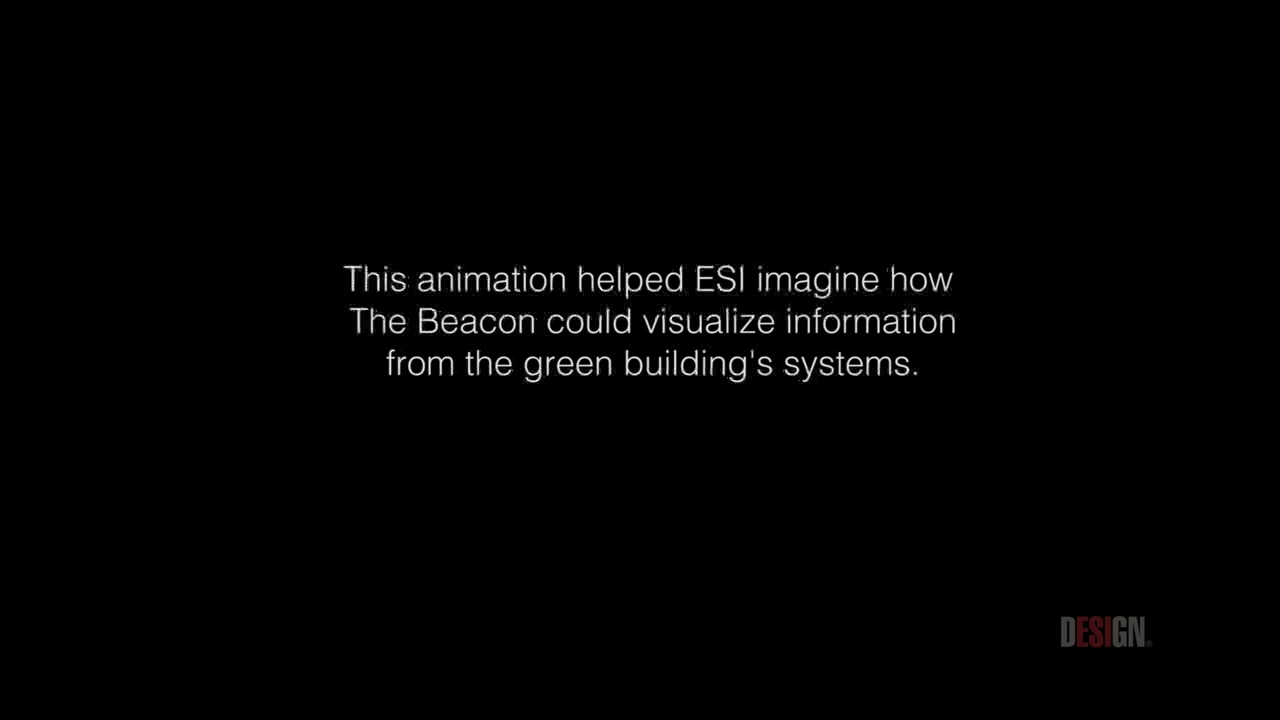 This animation helped ESI imagine how
The Beacon could visualize information
from the green building's systems.
DESIGN®